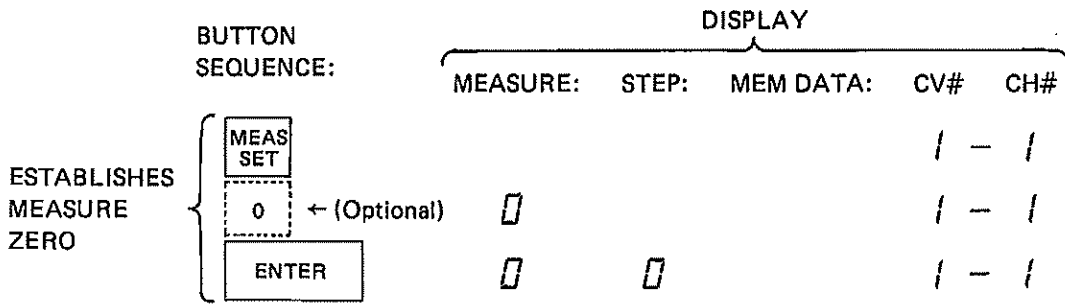 DISPLAY
BUTTON
SEQUENCE:
MEASURE: STEP: MEM DATA: CV# CH#
MEAS
SET
1 – 1
ESTABLISHES
MEASURE
ZERO
0 ← (Optional) 0 1 – 1
ENTER 0 0 1 – 1